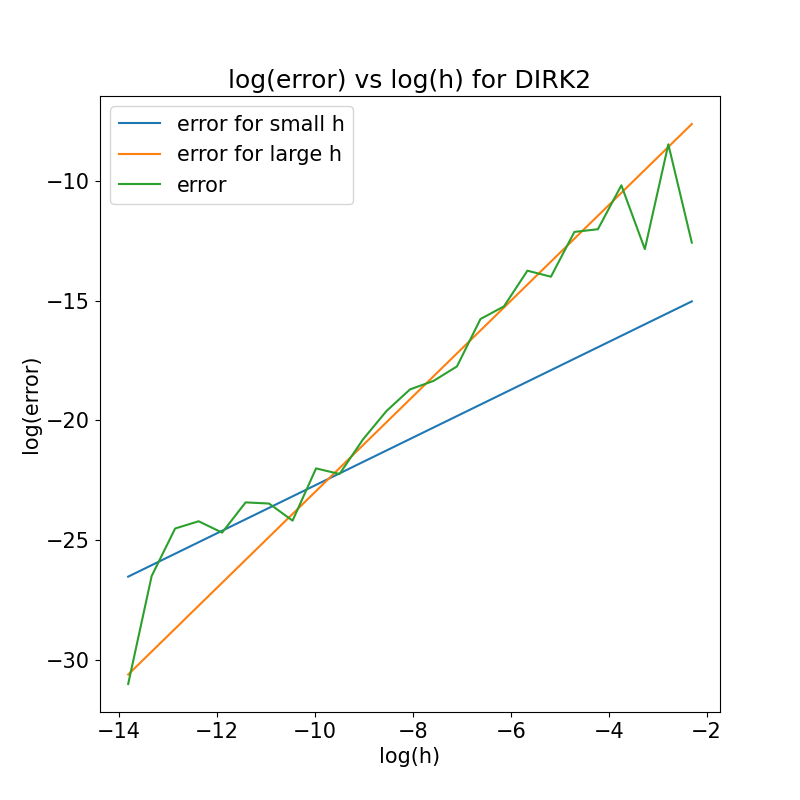 log(error) vs log(h) for DIRK2
error for small h
error for large h
error
log(error)
−10
−15
−20
−25
−30
−14 −12 −10 −8 −6 −4 −2
log(h)